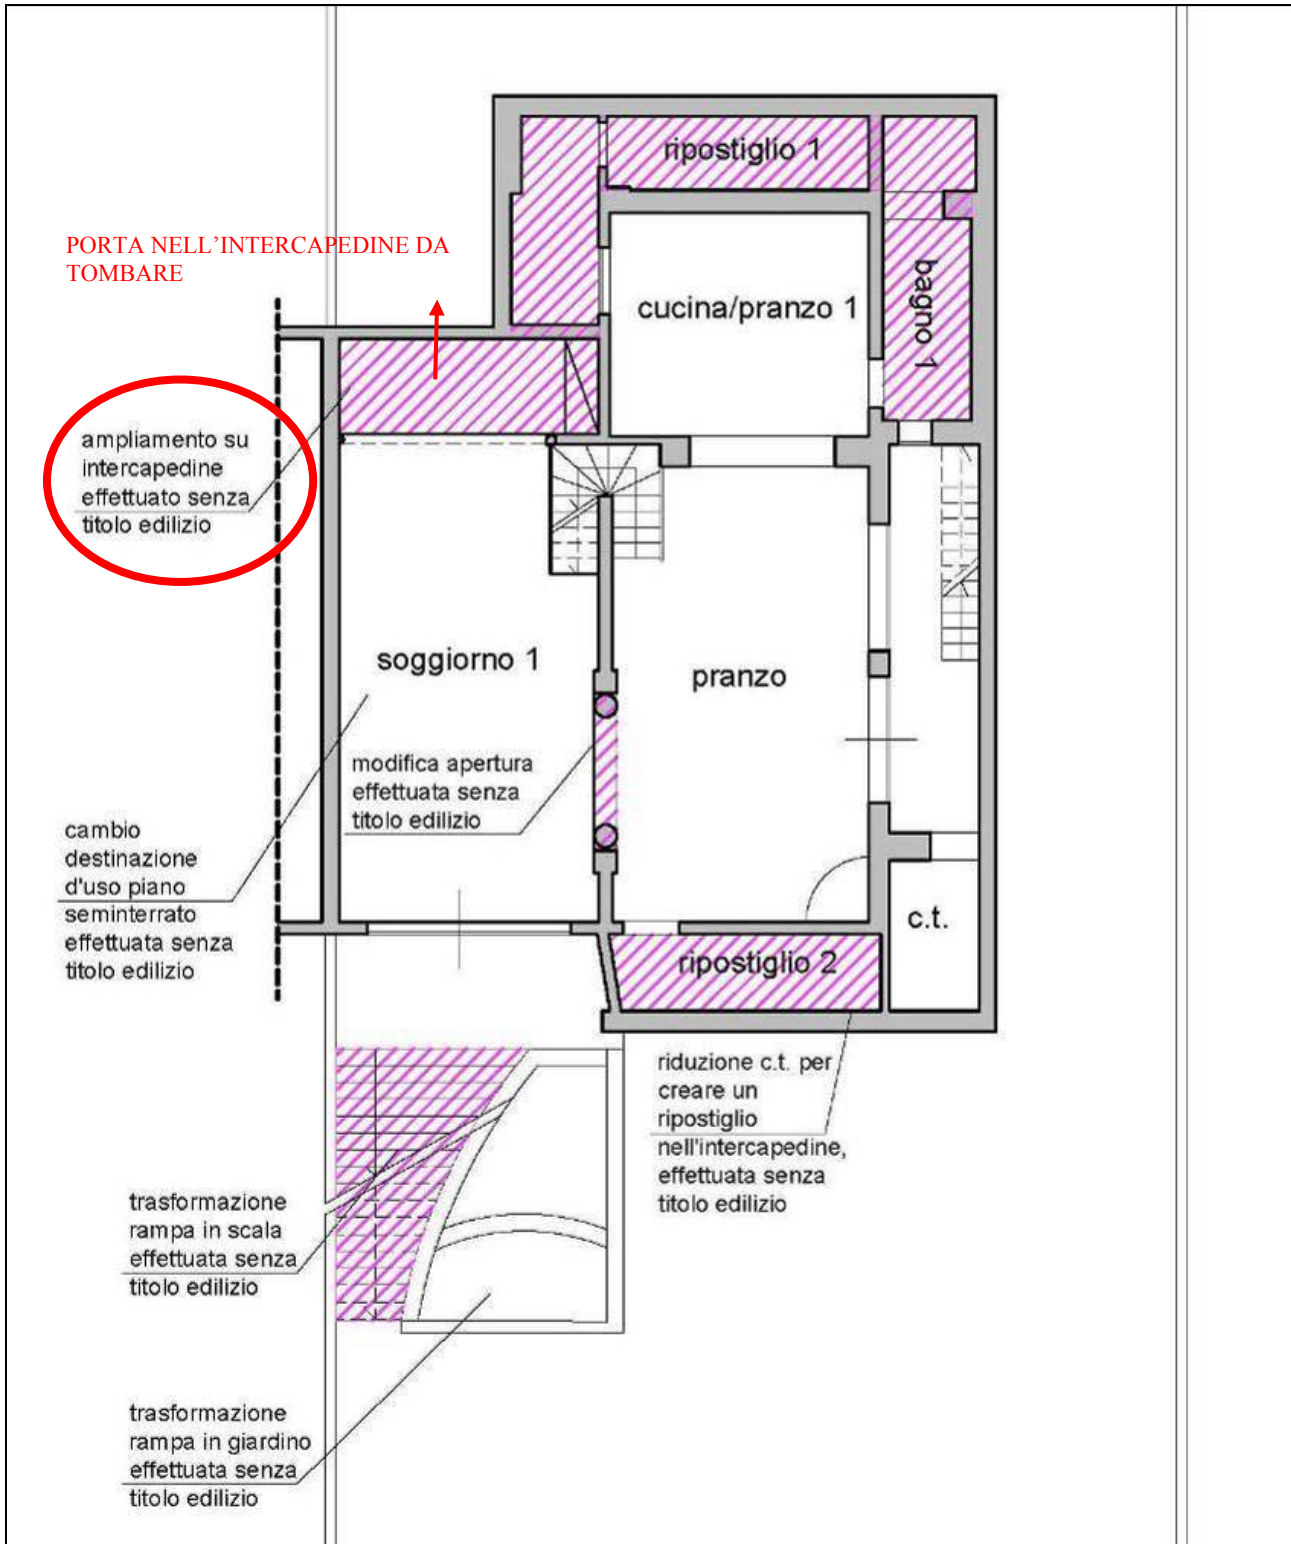 ripostiglio 1
PORTA NELL'INTERCAPEDINE DA
TOMBARE
cucina/pranzo 1
bagno 1
ampliamento su
intercapedine
effettuato senza
titolo edilizio
soggiorno 1
pranzo
modifica apertura
effettuata senza
titolo edilizio
cambio
destinazione
d'uso piano
seminterrato
effettuata senza
titolo edilizio
c.t.
ripostiglio 2
riduzione c.t. per
creare un
ripostiglio
nell'intercapedine,
effettuata senza
titolo edilizio
trasformazione
rampa in scala
effettuata senza
titolo edilizio
trasformazione
rampa in giardino
effettuata senza
titolo edilizio